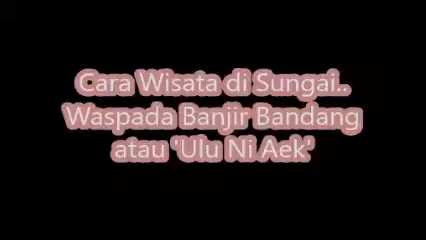 Cara Wisata di Sungai..
Waspada Banjir Bandang
atau 'Ulu Ni Aek'